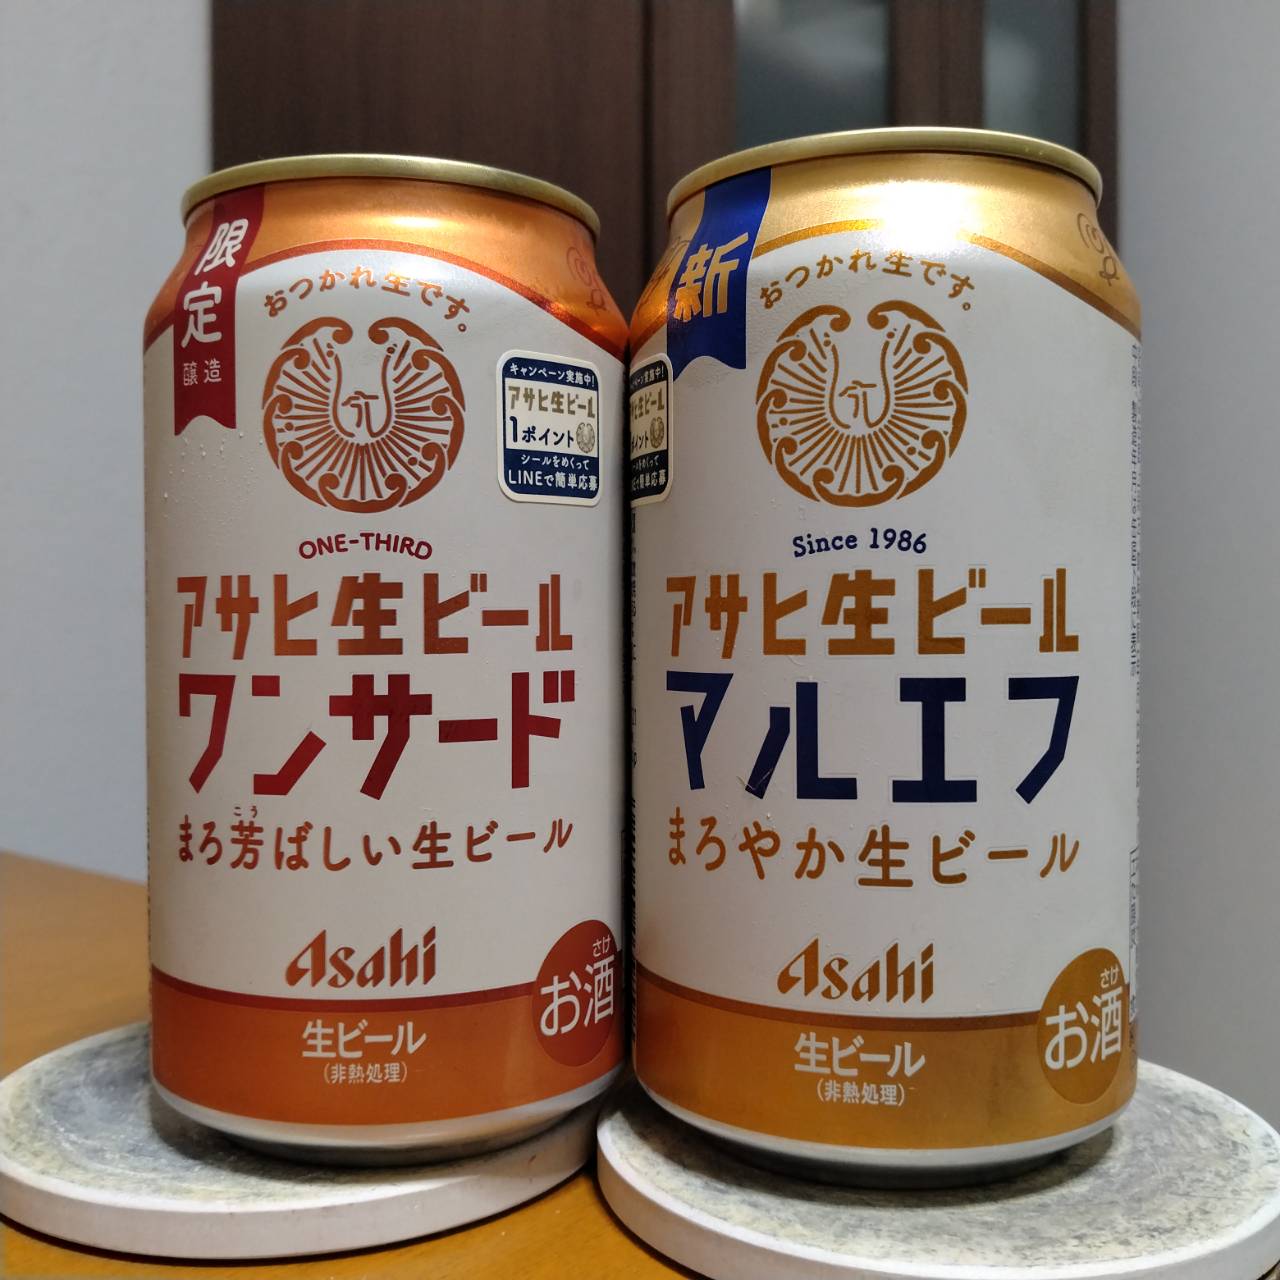 限定
醸造
おつかれ生です。
キャンペーン実施中!
アサヒ生ビール
1ポイント
シールをめくって
LINEで簡単応募
ONE-THIRD
アサヒ生ビール
ワンサード
こう
まろ芳ばしい生ビール
Asahi
さけ
お酒
生ビール
(非熱処理)
新
おつかれ生です。
Since 1986
アサヒ生ビール
マルエフ
まろやか生ビール
Asahi
さけ
お酒
生ビール
(非熱処理)